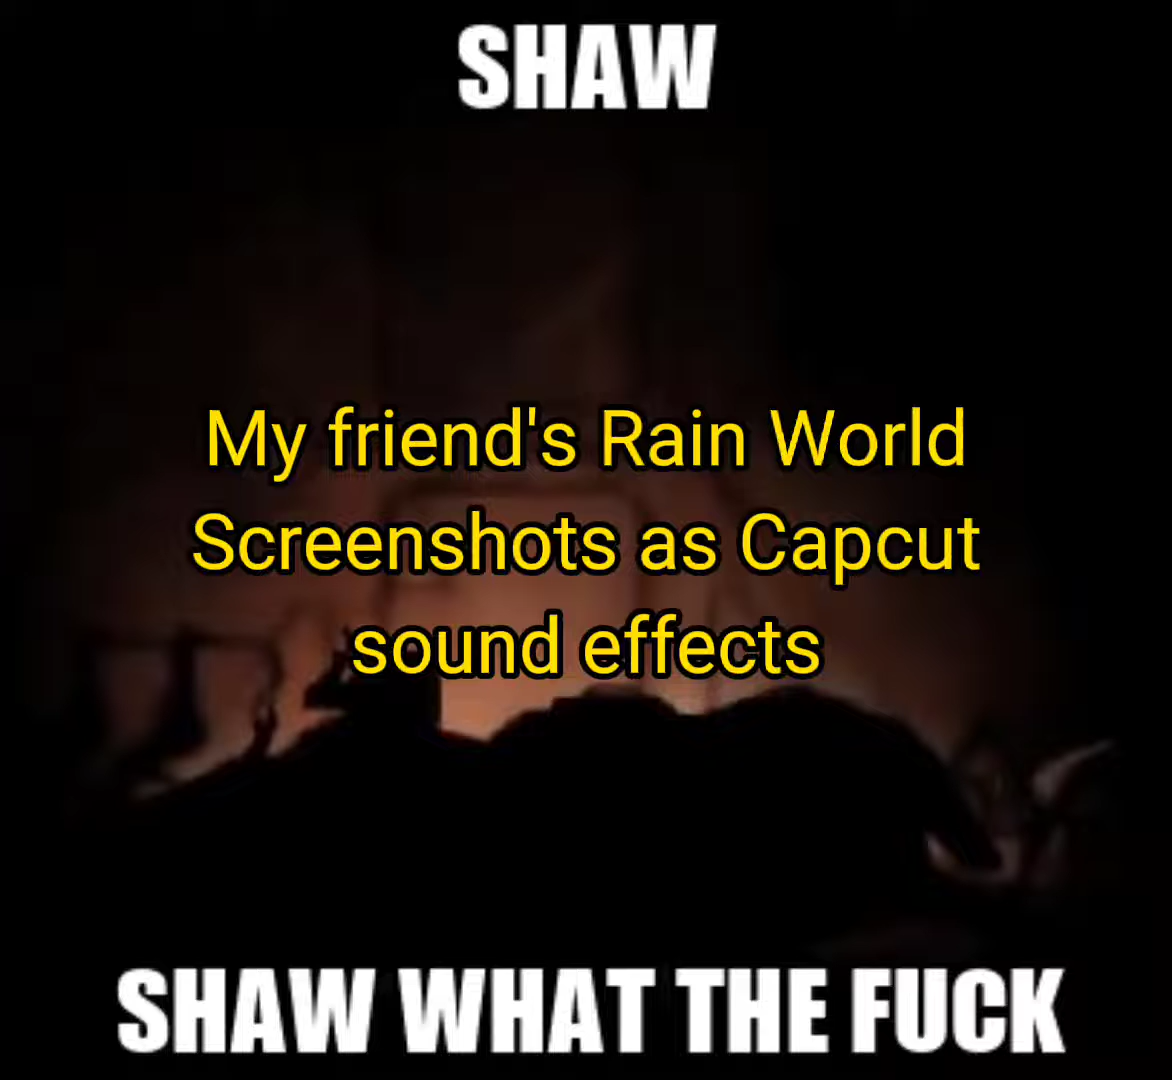 SHAW
My friend's Rain World
Screenshots as Capcut
sound effects
SHAW WHAT THE FUCK